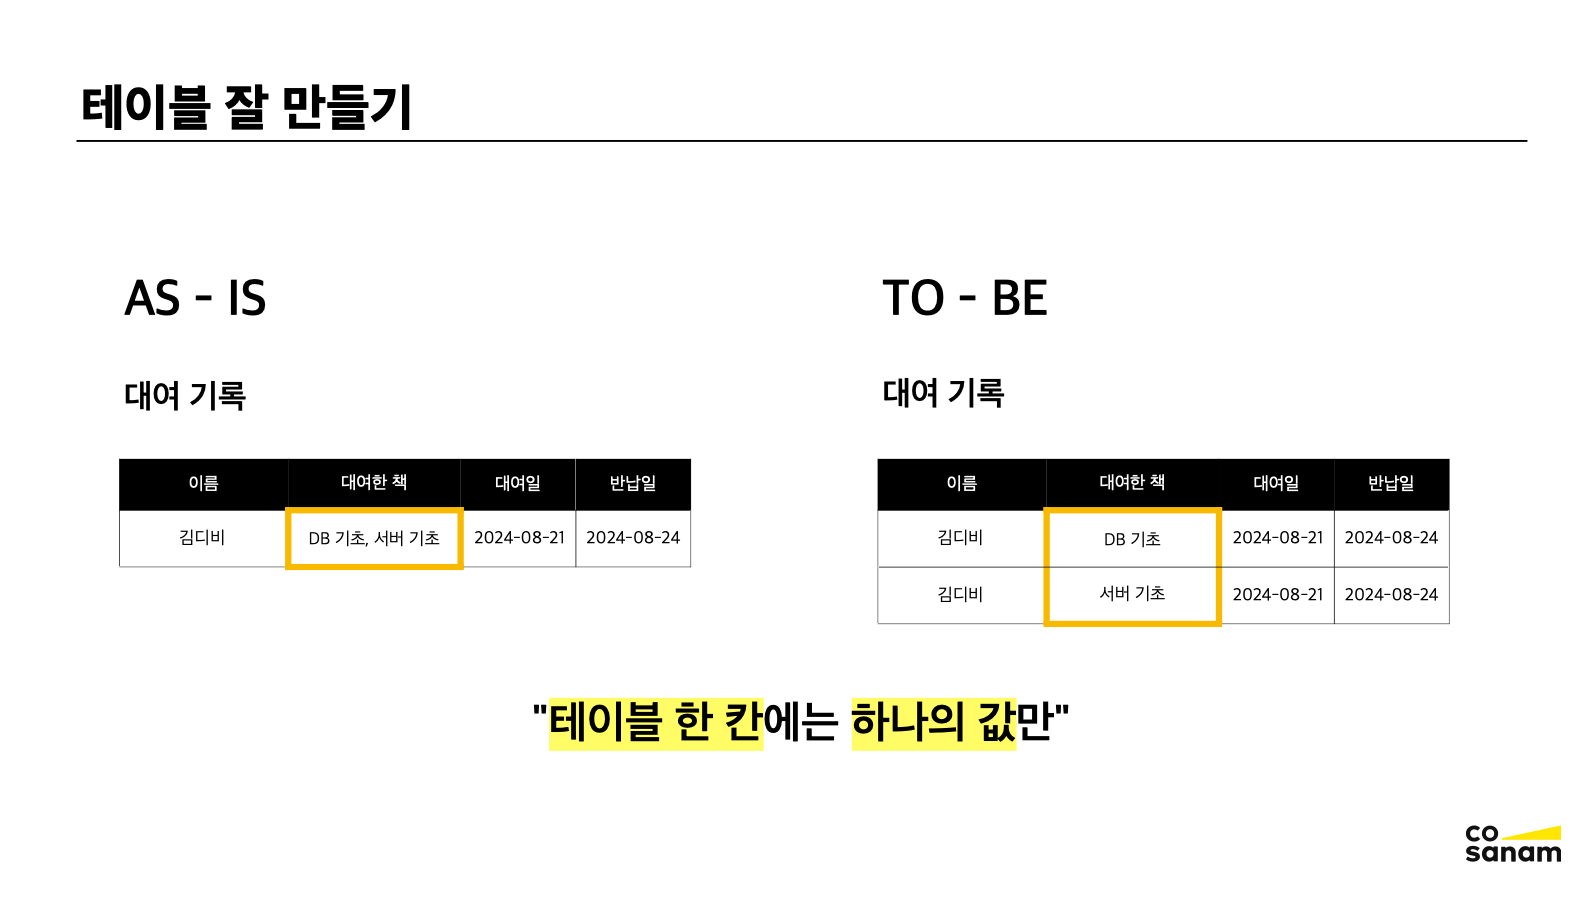 테이블 잘 만들기
AS - IS
대여 기록
이름 대여한 책 대여일 반납일
김디비 DB 기초, 서버 기초 2024-08-21 2024-08-24
TO - BE
대여 기록
이름 대여한 책 대여일 반납일
김디비 DB 기초 2024-08-21 2024-08-24
김디비 서버 기초 2024-08-21 2024-08-24
"테이블 한 칸에는 하나의 값만"
co
sanam